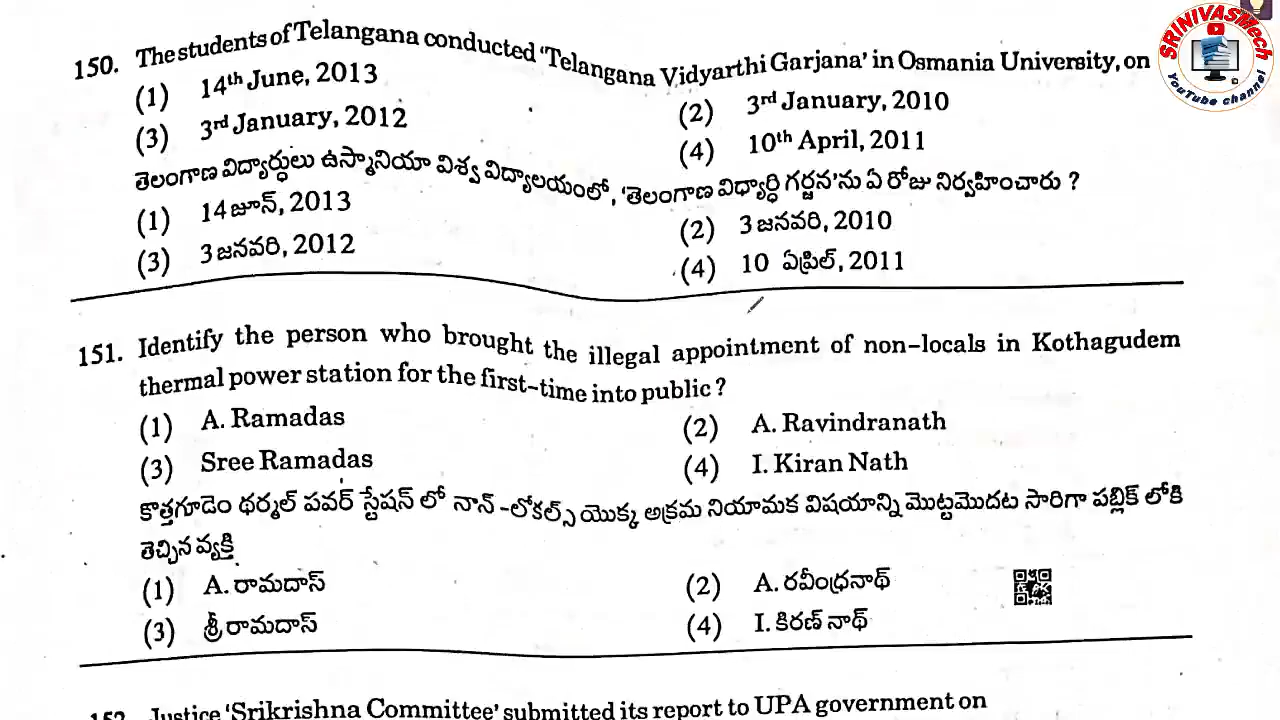 150. The students of Telangana conducted 'Telangana Vidyarthi Garjana' in Osmania University, on
(1) 14th June, 2013
(2) 3rd January, 2010
(3) 3rd January, 2012
(4) 10th April, 2011
తెలంగాణ విద్యార్థులు ఉస్మానియా విశ్వ విద్యాలయంలో, 'తెలంగాణ విధ్యార్థి గర్జన'ను ఏ రోజు నిర్వహించారు ?
(1) 14 జూన్, 2013
(2) 3 జనవరి, 2010
(3) 3 జనవరి, 2012
(4) 10 ఏప్రిల్, 2011
151. Identify the person who brought the illegal appointment of non-locals in Kothagudem
thermal power station for the first-time into public ?
(1) A. Ramadas
(2) A. Ravindranath
(3) Sree Ramadas
(4) I. Kiran Nath
కొత్తగూడెం థర్మల్ పవర్ స్టేషన్ లో నాన్ -లోకల్స్ యొక్క అక్రమ నియామక విషయాన్ని మొట్టమొదట సారిగా పబ్లిక్ లోకి
తెచ్చిన వ్యక్తి
(1) A. రామదాస్
(2) A. రవీంధ్రనాథ్
(3) శ్రీ రామదాస్
(4) I. కిరణ్ నాథ్
152. Justice 'Srikrishna Committee' submitted its report to UPA government on
SRINIVASMech
YouTube channel